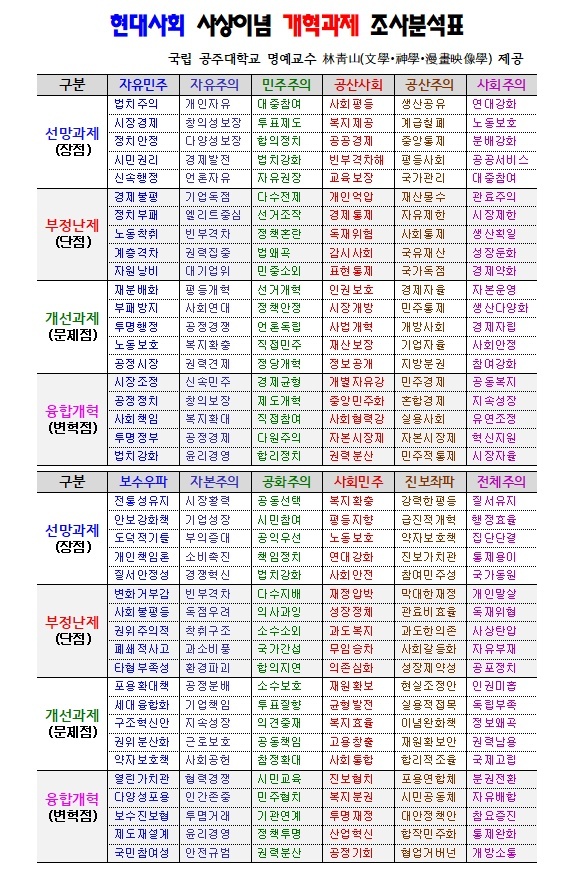 현대사회 사상이념 개혁과제 조사분석표
국립 공주대학교 명예교수 林靑山(文學•神學•漫畫映像學) 제공
구분 자유민주 자유주의 민주주의 공산사회 공산주의 사회주의
법치주의 개인자유 대중참여 사회평등 생산공유 연대강화
시장경제 창의성보장 투표제도 복지제공 계급철폐 노동보호
선망과제 (장점) 정치안정 다양성보장 합의정치 공공경제 중앙통제 분배강화
시민권리 경제발전 법치강화 빈부격차해 평등사회 공공서비스
신속행정 언론자유 자유권장 교육보장 국가관리 대중참여
경제불평 기업독점 다수전제 개인억압 재산몰수 관료주의
정치부패 엘리트중심 선거조작 경제통제 자유제한 시장제한
부정난제 (단점) 노동착취 빈부격차 정책혼란 독재위험 사회통제 생산획일
계층격차 권력집중 법왜곡 감시사회 국유재산 성장둔화
자원낭비 대기업위 민중소외 표현통제 국가독점 경제약화
재분배화 평등개혁 선거개혁 인권보호 경제자율 자본운영
부패방지 사회연대 정책안정 시장개방 민주통제 생산다양화
개선과제 (문제점) 투명행정 공정경쟁 언론독립 사법개혁 개방사회 경제자립
노동보호 복지확충 직접민주 재산보장 기업자율 사회안정
공정시장 권력견제 정당개혁 정보공개 지방분권 참여강화
시장조정 신속민주 경제균형 개별자유강 민주경제 공동복지
공정정치 창의보장 제도개혁 중앙민주화 혼합경제 지속성장
융합개혁 (변혁점) 사회책임 복지확대 직접참여 사회협력강 실용사회 유연조정
투명정부 공정경제 다원주의 자본시장제 자본시장제 혁신지원
법치강화 윤리경영 합리정치 권력분산 민주적통제 시장자율
구분 보수우파 자본주의 공화주의 사회민주 진보좌파 전체주의
전통성유지 시장활력 공동선택 복지확충 강력한평등 질서유지
안보강화책 기업성장 시민참여 평등지향 급진적개혁 행정효율
선망과제 (장점) 도덕적기틀 부의증대 공익우선 노동보호 약자보호책 집단단결
개인책임론 소비촉진 책임정치 연대강화 진보가치관 통제용이
질서안정성 경쟁혁신 법치강화 사회안전 참여민주성 국가동원
변화거부감 빈부격차 다수지배 재정압박 막대한재정 개인말살
사회불평등 독점우려 의사과잉 성장정체 관료비효율 독재위험
부정난제 (단점) 권위주의적 착취구조 소수소외 과도복지 과도한의존 사상탄압
폐쇄적사고 과소비풍 국가간섭 무임승차 사회갈등화 자유부재
타협부족성 환경파괴 합의지연 의존심화 성장제약성 공포정치
포용확대책 공정분배 소수보호 재원확보 현실조정안 인권미흡
세대융합화 기업책임 투표질향 균형발전 실용적접목 독립부족
개선과제 (문제점) 구조혁신안 지속성장 의견중재 복지효율 이념완화책 정보왜곡
권위분산화 근로보호 공동책임 고용창출 재원확보안 권력남용
약자보호책 사회공헌 참정확대 사회통합 합리적조율 국제고립
열린가치관 협력경쟁 시민교육 진보협치 포용연합체 분권전환
다양성포용 인간존중 민주협치 복지분권 시민공동체 자유배합
융합개혁 (변혁점) 보수진보형 투명거래 기관연계 투명재정 대안정책안 참요증진
제도재설계 윤리경영 정책투명 산업혁신 합작민주화 통제완화
국민참여성 안전규범 권력분산 공정기회 협업거버넌 개방소통